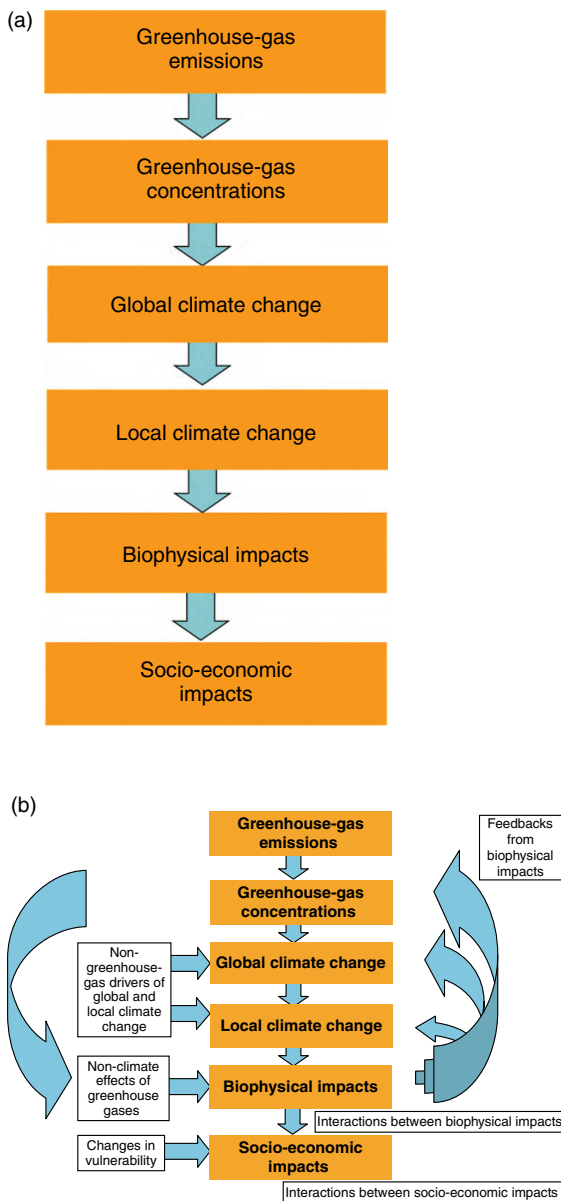 (a)
Greenhouse-gas
emissions
Greenhouse-gas
concentrations
Global climate change
Local climate change
Biophysical impacts
Socio-economic
impacts
(b)
Greenhouse-gas
emissions
Feedbacks
from
biophysical
impacts
Greenhouse-gas
concentrations
Non-
greenhouse-
gas drivers of
global and
local climate
change
Global climate change
Local climate change
Non-climate
effects of
greenhouse
gases
Biophysical impacts
Interactions between biophysical impacts
Changes in
vulnerability
Socio-economic
impacts
Interactions between socio-economic impacts